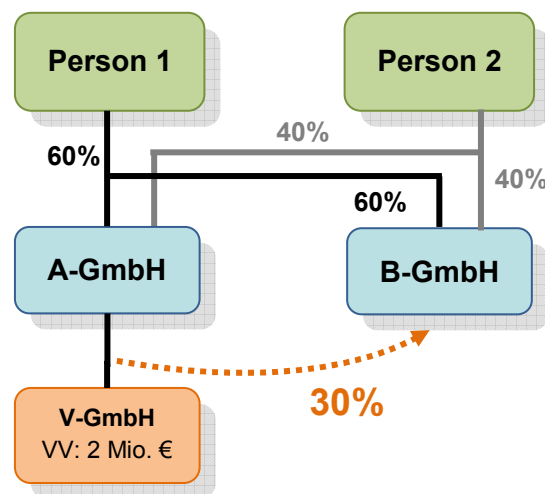 Person 1
Person 2
40%
60%
40%
60%
A-GmbH
B-GmbH
30%
V-GmbH
VV: 2 Mio. €